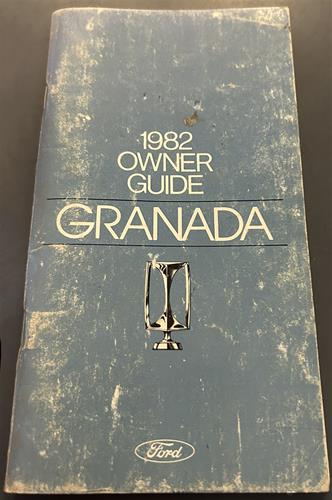 1982
OWNER
GUIDE
GRANADA
Ford